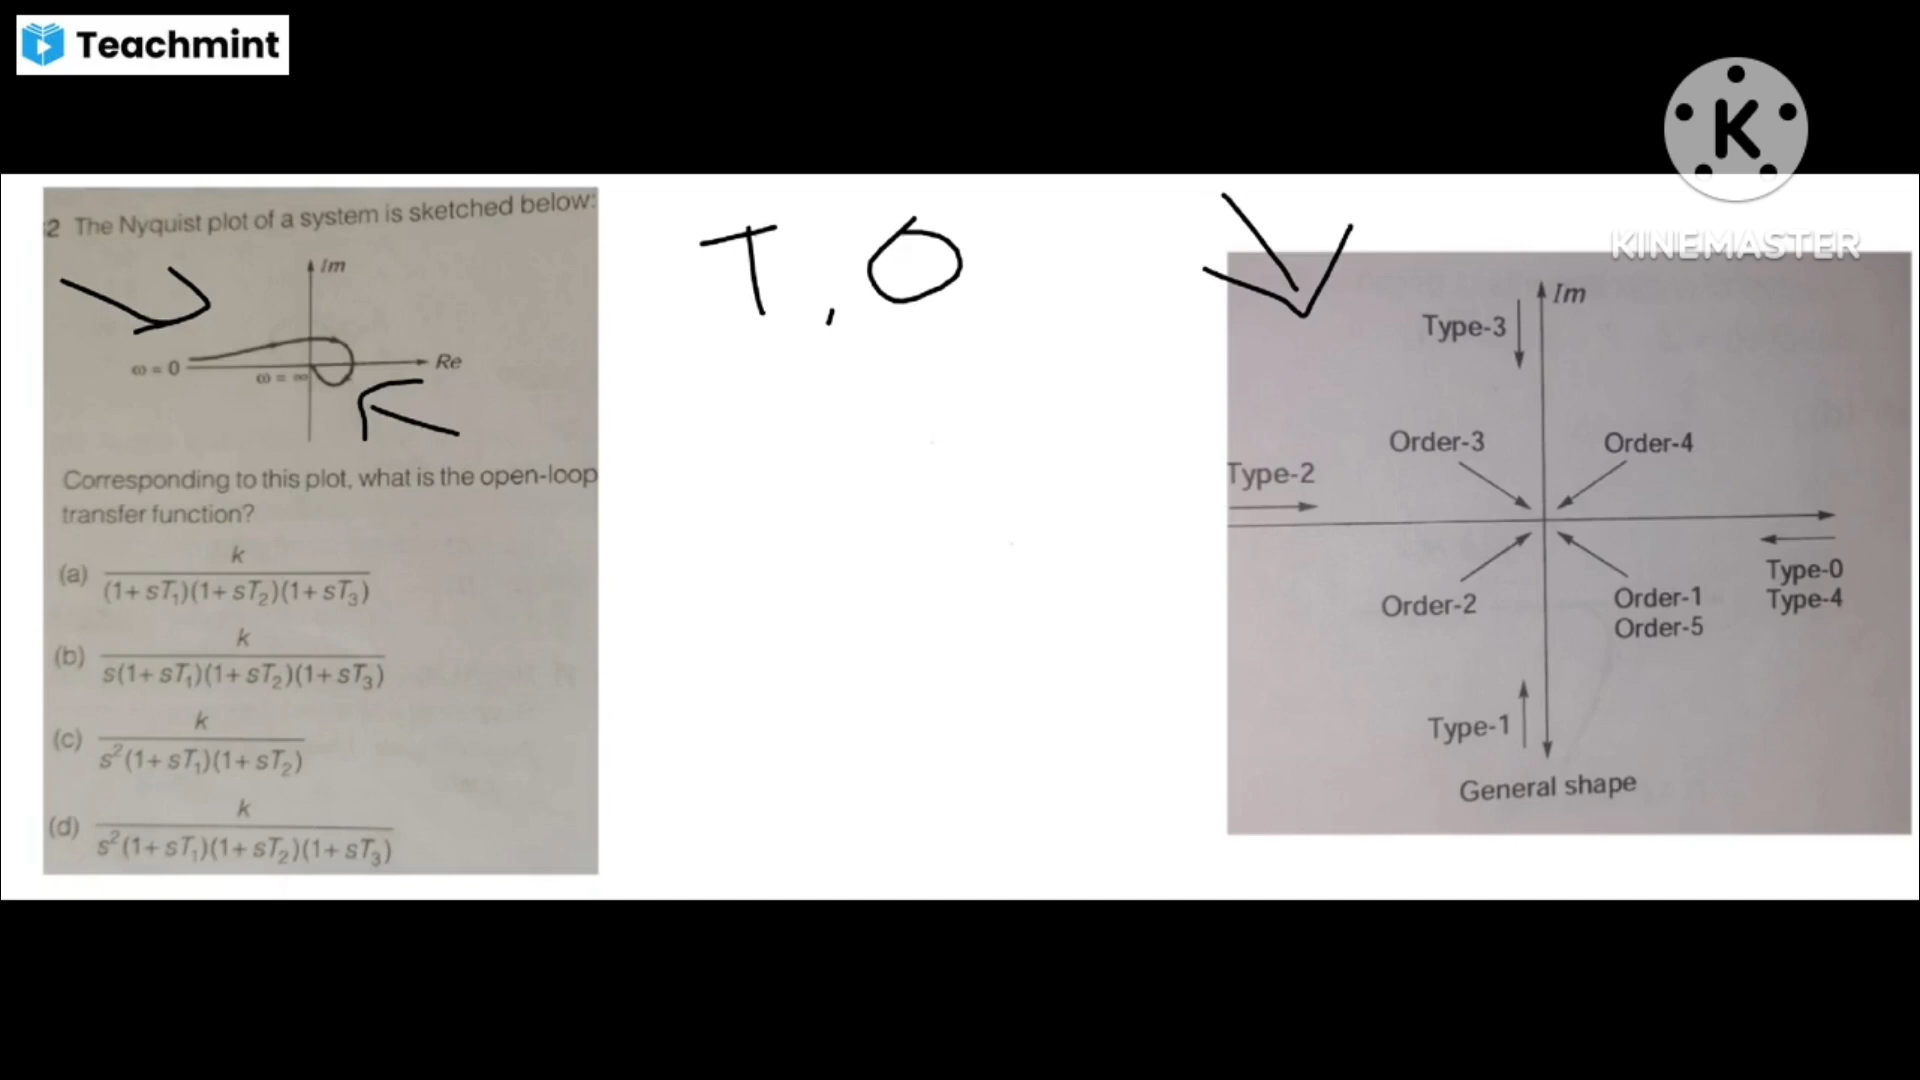 Teachmint
K
KINEMASTER
2 The Nyquist plot of a system is sketched below:
Im
ω = 0
ω = ∞
Re
Corresponding to this plot, what is the open-loop
transfer function?
(a) k / (1+ sT₁)(1+ sT₂)(1+ sT₃)
(b) k / s(1+ sT₁)(1+ sT₂)(1+ sT₃)
(c) k / s²(1+ sT₁)(1+ sT₂)
(d) k / s²(1+ sT₁)(1+ sT₂)(1+ sT₃)
T, O
Im
Type-3
Order-3
Order-4
Type-2
Type-0
Type-4
Order-2
Order-1
Order-5
Type-1
General shape